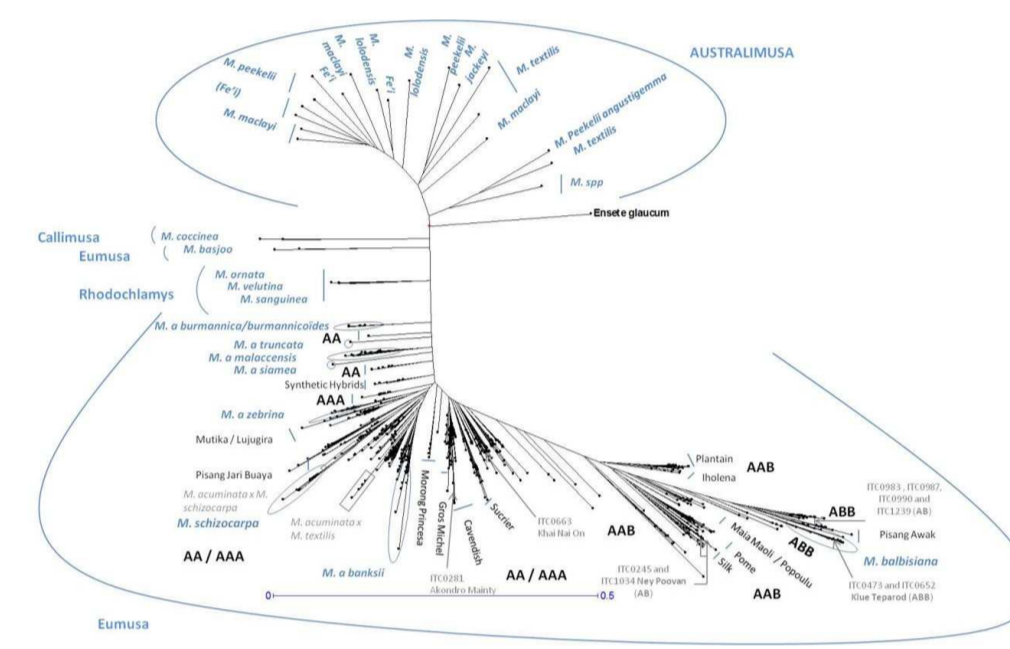 AUSTRALIMUSA
M. peekelii
(Fe'i)
M. maclayi
M. maclayi
Fe'i
M. lolodensis
Fe'i
M. lolodensis
M. peekelii
M. jackeyi
M. textilis
M. maclayi
M. Peekelii angustigemma
M. textilis
M. spp
Ensete glaucum
Callimusa
M. coccinea
Eumusa
M. basjoo
Rhodochlamys
M. ornata
M. velutina
M. sanguinea
M. a burmannica/burmannicoïdes
AA
M. a truncata
M. a malaccensis
M. a siamea
AA
Synthetic Hybrids
AAA
M. a zebrina
Mutika / Lujugira
Pisang Jari Buaya
M. acuminata x M.
schizocarpa
M. schizocarpa
AA / AAA
M. acuminata x
M. textilis
M. a banksii
Morong Princesa
Gros Michel
Cavendish
Sucrier
ITC0281
Akondro Mainty
AA / AAA
ITC0663
Khai Nai On
AAB
ITC0245 and
ITC1034 Ney Poovan
(AB)
Plantain
Iholena
AAB
Maia Maoli / Popoulu
Pome
Silk
AAB
ABB
ABB
ITC0983 , ITC0987,
ITC0990 and
ITC1239 (AB)
Pisang Awak
M. balbisiana
ITC0473 and ITC0652
Klue Teparod (ABB)
0
0.5
Eumusa